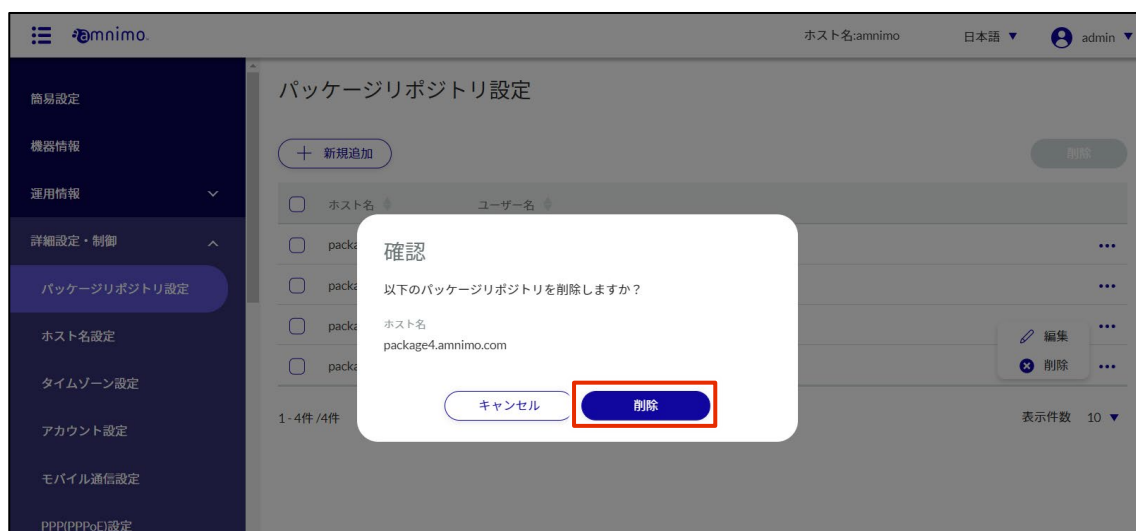 amnimo
ホスト名:amnimo 日本語 ▼ admin ▼
簡易設定
機器情報
運用情報
詳細設定・制御
パッケージリポジトリ設定
ホスト名設定
タイムゾーン設定
アカウント設定
モバイル通信設定
PPP(PPPoE)設定
パッケージリポジトリ設定
＋ 新規追加
削除
ホスト名 ユーザー名
packa
packa
packa
packa
編集
削除
1 - 4件 /4件
表示件数 10 ▼
確認
以下のパッケージリポジトリを削除しますか？
ホスト名
package4.amnimo.com
キャンセル 削除